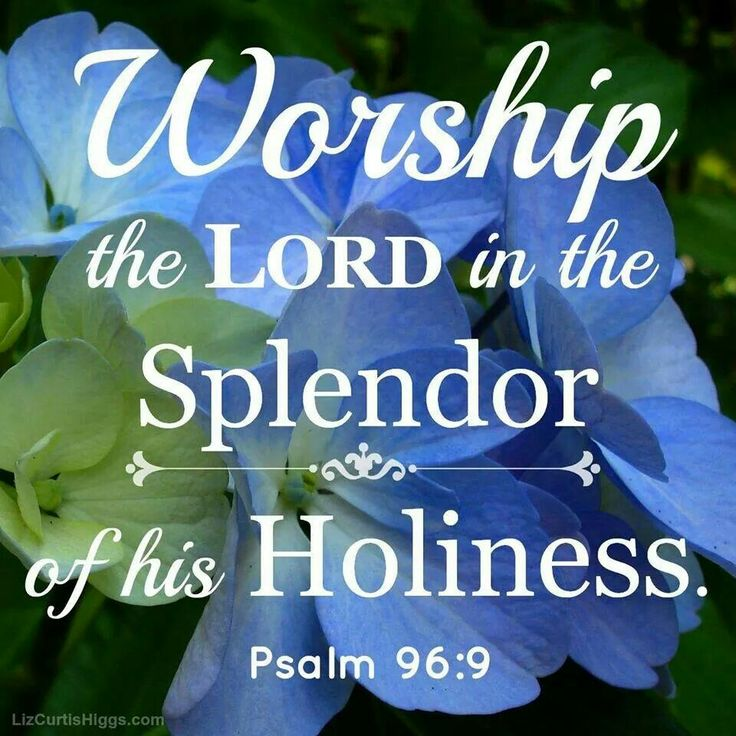 Worship
the LORD in the
Splendor
of his Holiness.
Psalm 96:9
LizCurtisHiggs.com